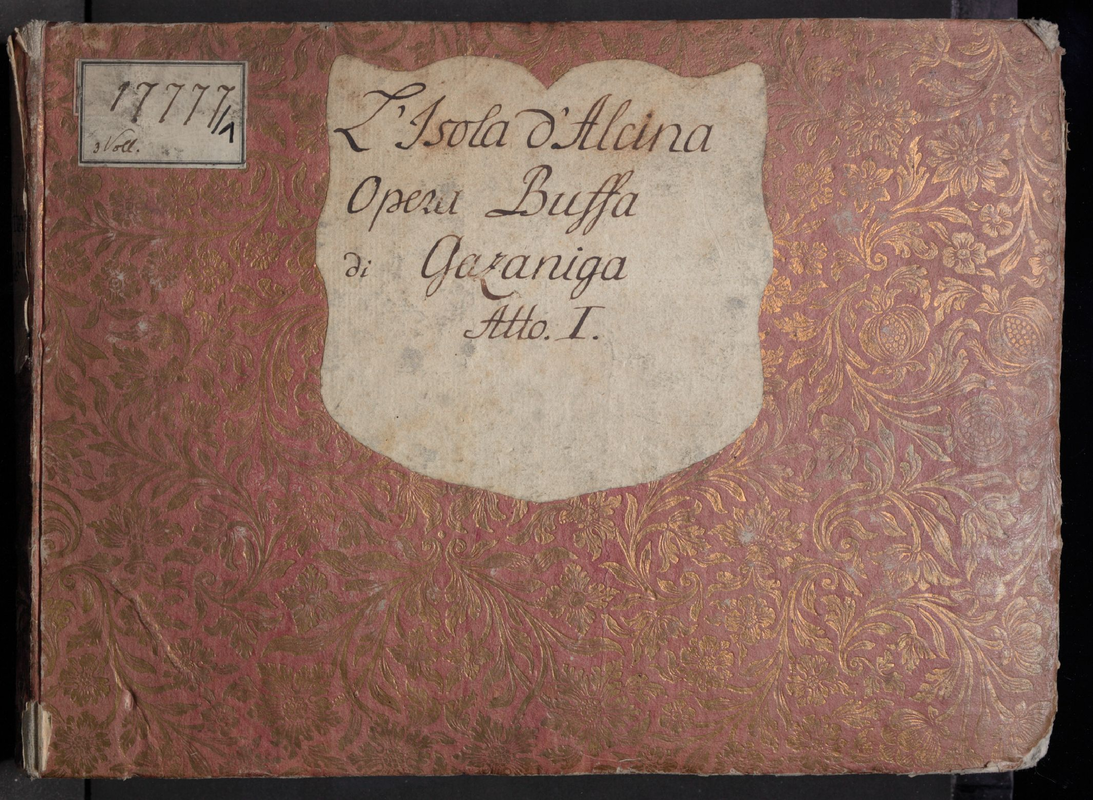 17777/1
3 Voll.
L'Isola d'Alcina
Opera Buffa
di Gazaniga
Atto. I.